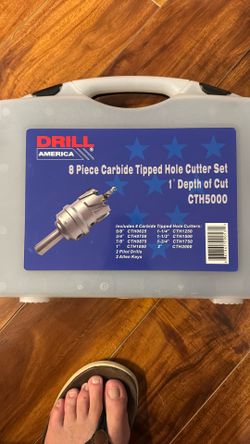 DRILL
AMERICA
8 Piece Carbide Tipped Hole Cutter Set
1" Depth of Cut
CTH5000
Includes 8 Carbide Tipped Hole Cutters:
5/8" CTH0625 1-1/4" CTH1250
3/4" CTH0750 1-1/2" CTH1500
7/8" CTH0875 1-3/4" CTH1750
1" CTH1000 2" CTH2000
2 Pilot Drills
2 Allen Keys